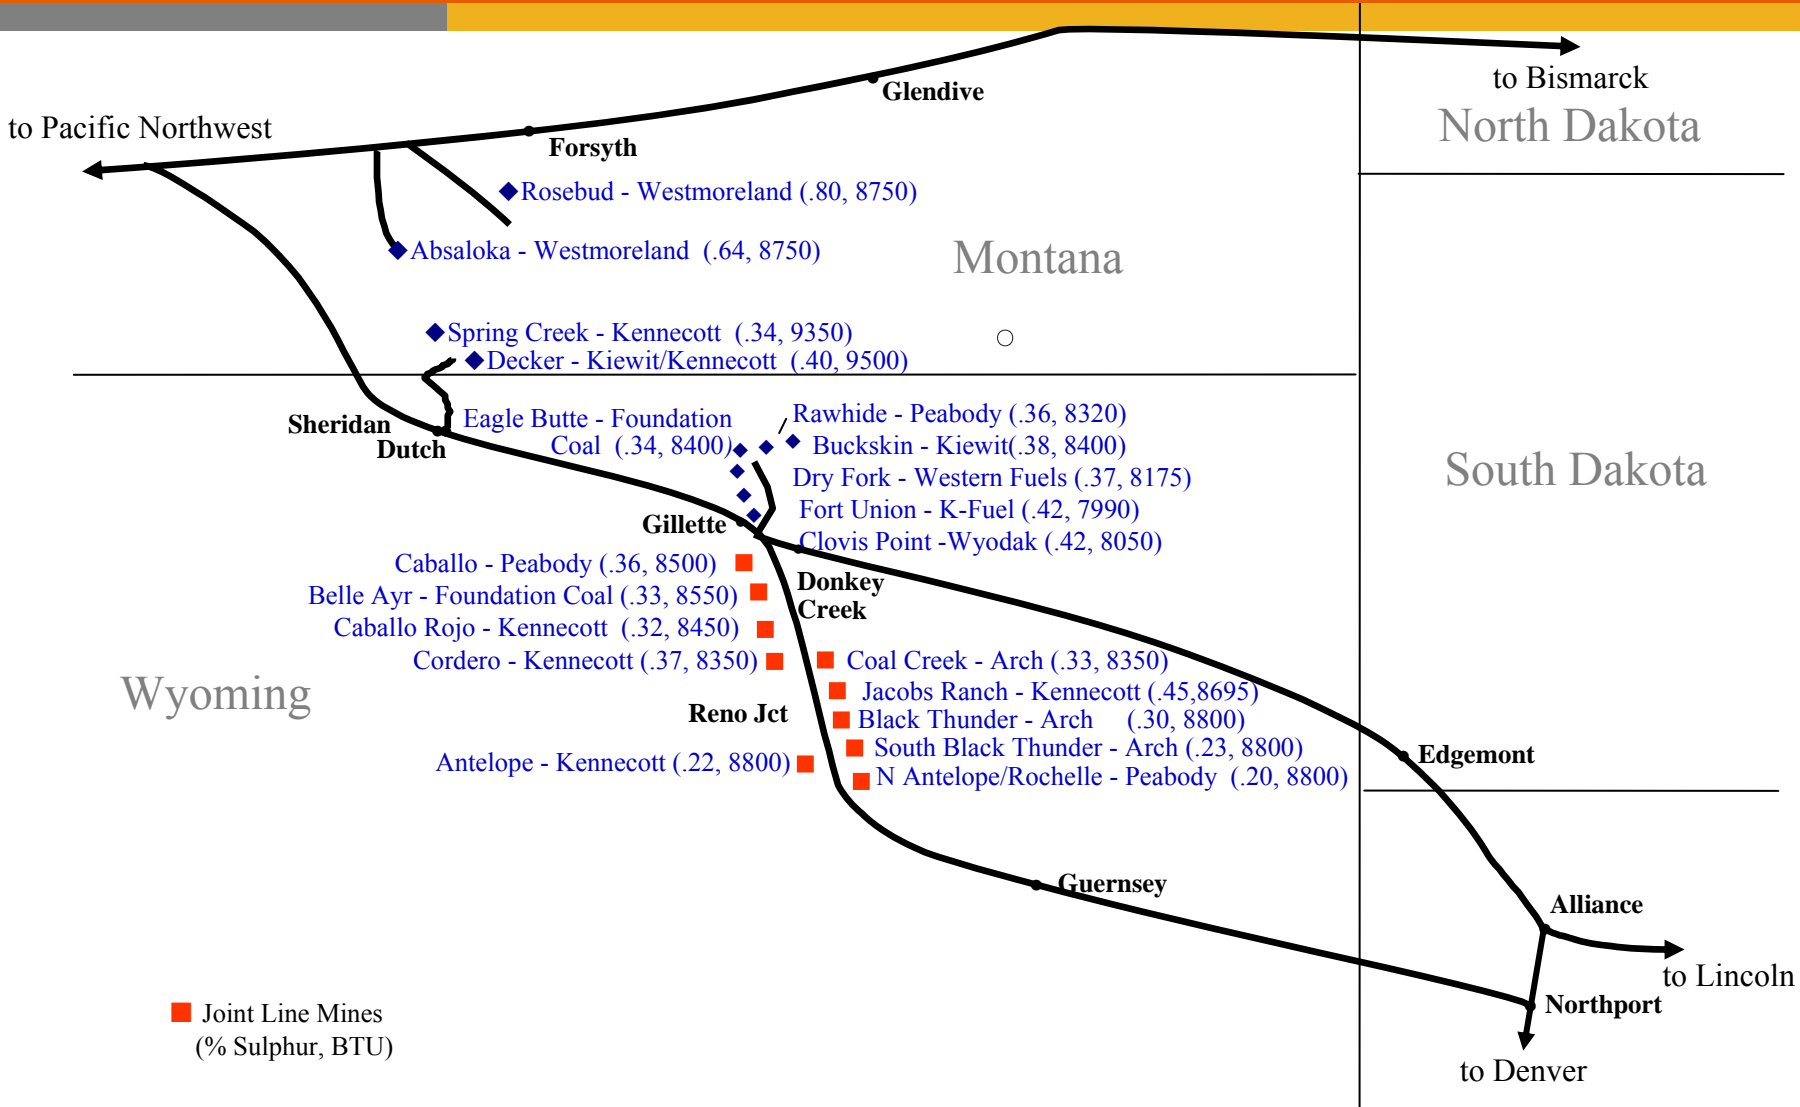 to Bismarck
Glendive
North Dakota
to Pacific Northwest
Forsyth
Rosebud - Westmoreland (.80, 8750)
Absaloka - Westmoreland (.64, 8750)
Montana
Spring Creek - Kennecott (.34, 9350)
Decker - Kiewit/Kennecott (.40, 9500)
Sheridan
Dutch
Eagle Butte - Foundation
Coal (.34, 8400)
Rawhide - Peabody (.36, 8320)
Buckskin - Kiewit(.38, 8400)
Dry Fork - Western Fuels (.37, 8175)
Fort Union - K-Fuel (.42, 7990)
Clovis Point -Wyodak (.42, 8050)
South Dakota
Gillette
Donkey
Creek
Caballo - Peabody (.36, 8500)
Belle Ayr - Foundation Coal (.33, 8550)
Caballo Rojo - Kennecott (.32, 8450)
Cordero - Kennecott (.37, 8350)
Coal Creek - Arch (.33, 8350)
Jacobs Ranch - Kennecott (.45,8695)
Black Thunder - Arch (.30, 8800)
South Black Thunder - Arch (.23, 8800)
N Antelope/Rochelle - Peabody (.20, 8800)
Wyoming
Reno Jct
Antelope - Kennecott (.22, 8800)
Edgemont
Guernsey
Alliance
to Lincoln
Northport
to Denver
Joint Line Mines
(% Sulphur, BTU)